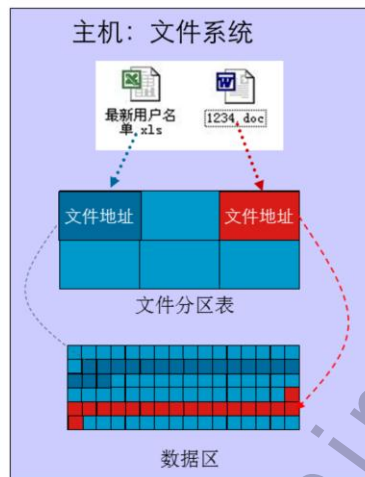 主机：文件系统
最新用户名
单.xls
1234.doc
文件地址
文件地址
文件分区表
数据区